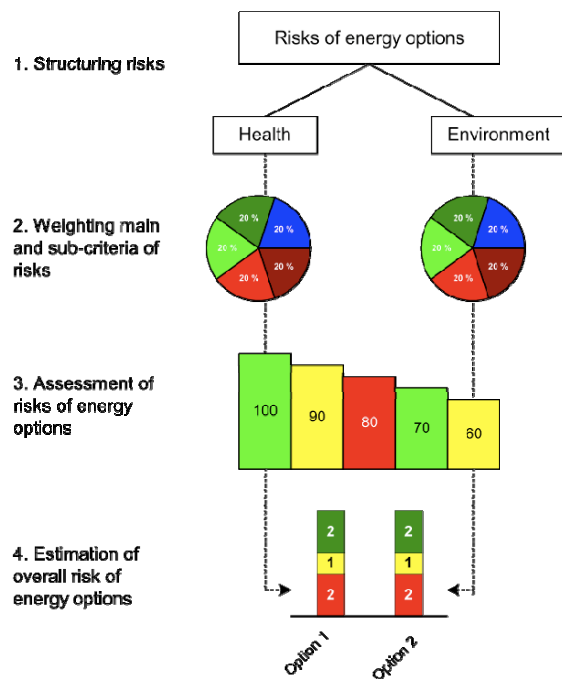 Risks of energy options
1. Structuring risks
Health
Environment
2. Weighting main
and sub-criteria of
risks
20 %
20 %
20 %
20 %
20 %
20 %
20 %
20 %
20 %
20 %
3. Assessment of
risks of energy
options
100
90
80
70
60
4. Estimation of
overall risk of
energy options
2
1
2
2
1
2
Option 1
Option 2